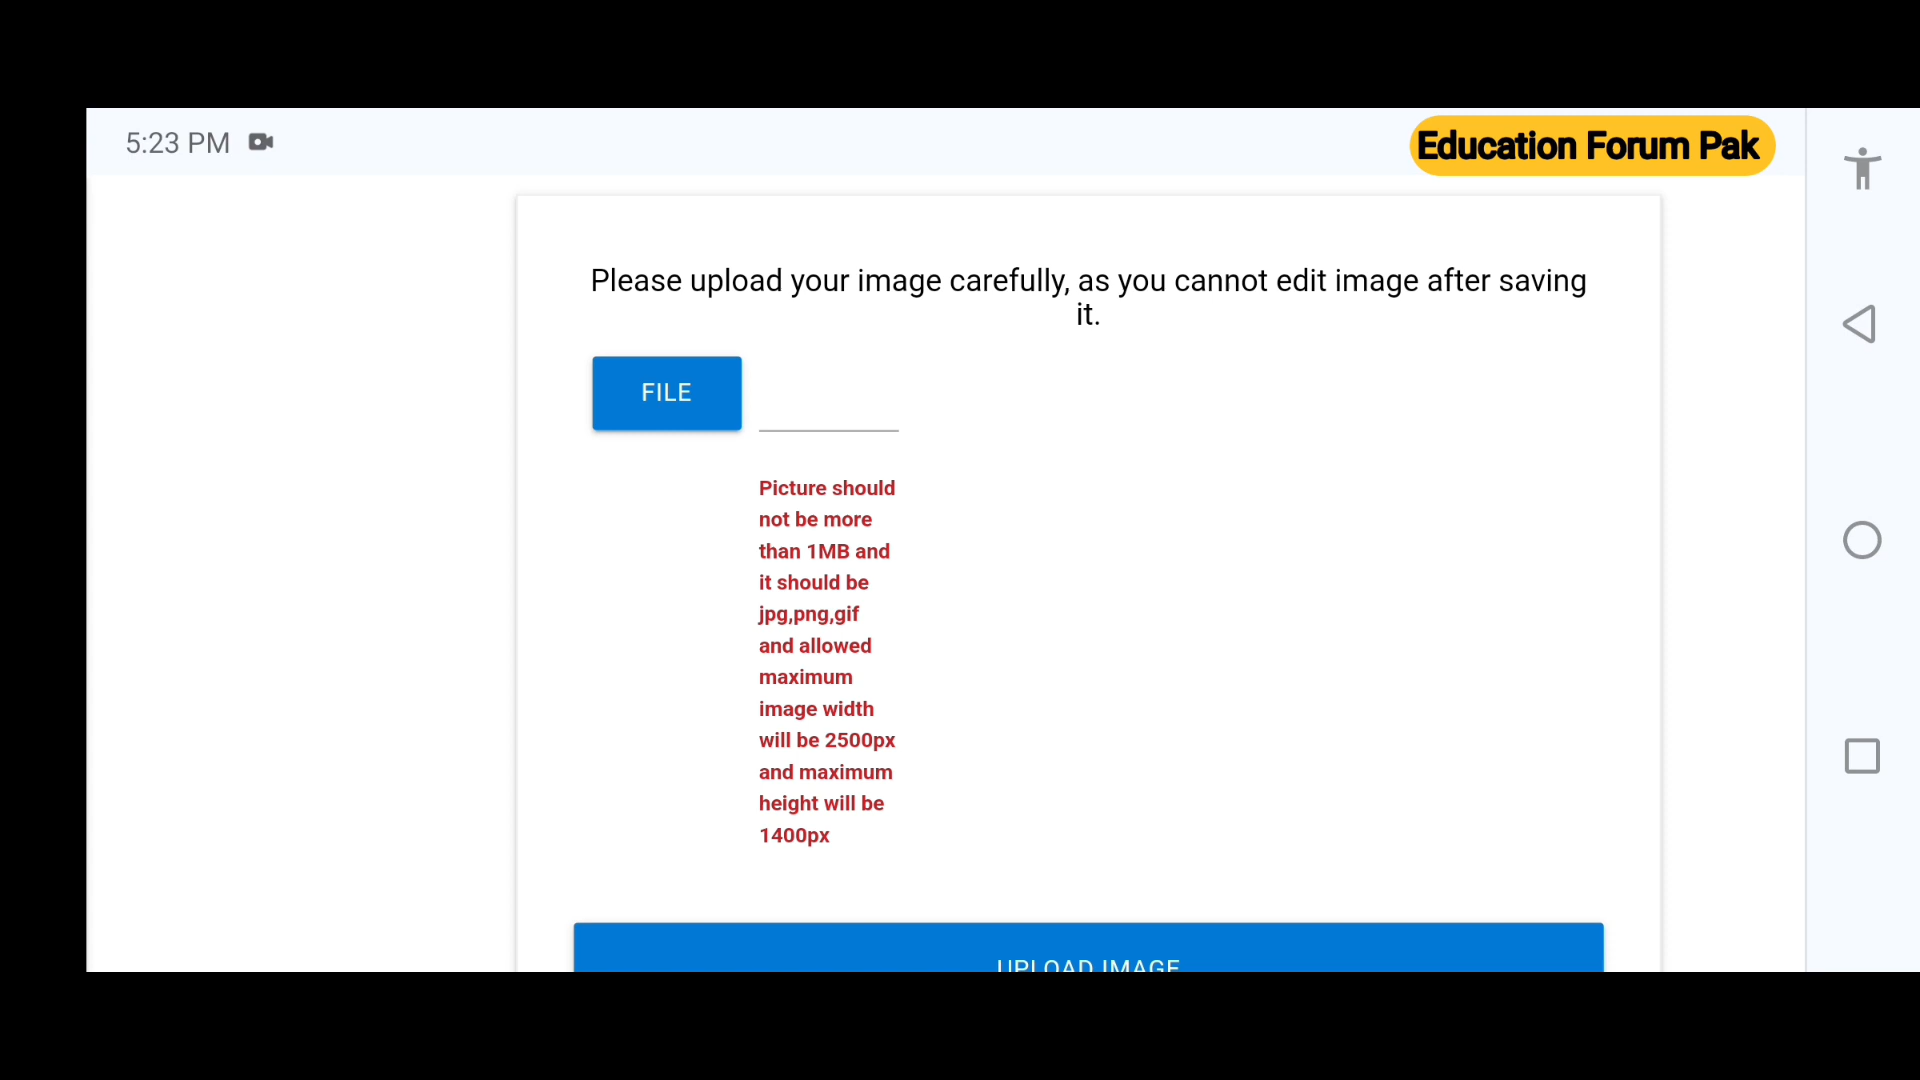 5:23 PM
Education Forum Pak
Please upload your image carefully, as you cannot edit image after saving
it.
FILE
Picture should
not be more
than 1MB and
it should be
jpg,png,gif
and allowed
maximum
image width
will be 2500px
and maximum
height will be
1400px
UPLOAD IMAGE